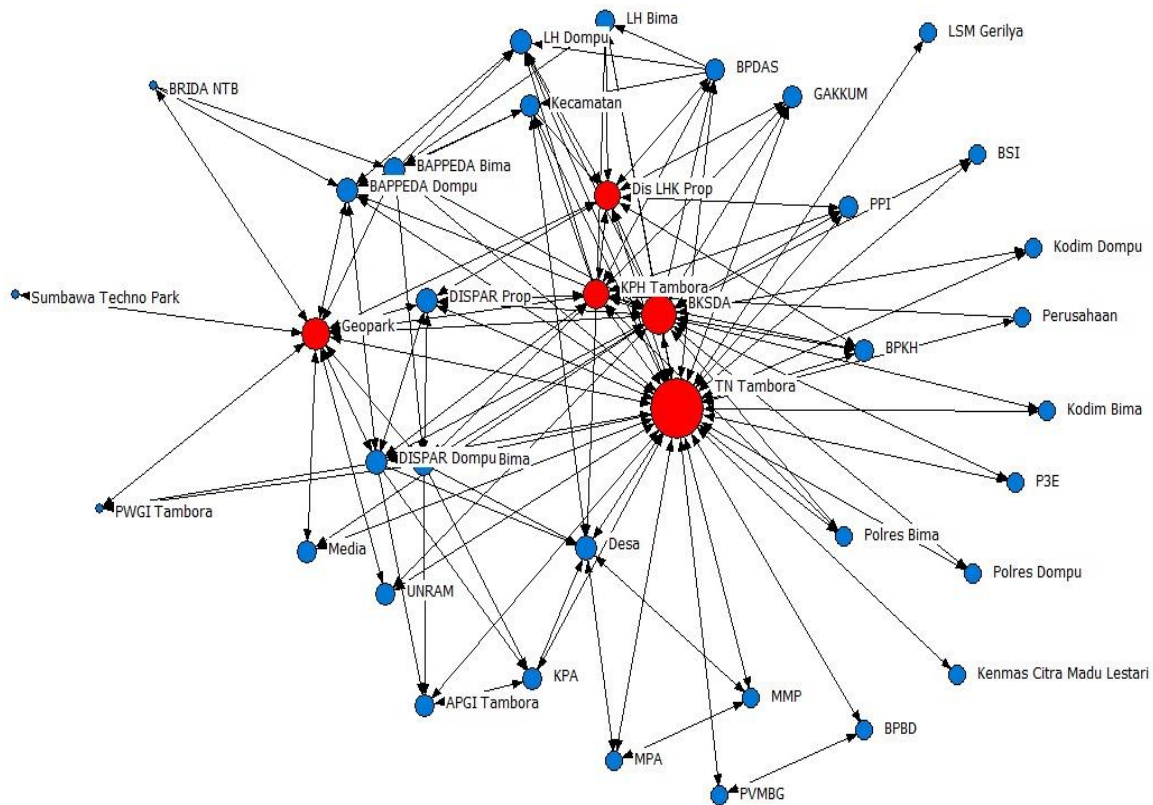 LH Bima
LSM Gerilya
LH Dompu
BPDAS
BRIDA NTB
GAKKUM
Kecamatan
BSI
BAPPEDA Bima
BAPPEDA Dompu
Dis LHK Prop
PPI
Kodim Dompu
KPH Tambora
Sumbawa Techno Park
DISPAR Prop
BKSDA
Geopark
Perusahaan
BPKH
TN Tambora
Kodim Bima
DISPAR Dompu Bima
P3E
PWGI Tambora
Polres Bima
Media
Desa
Polres Dompu
UNRAM
KPA
Kenmas Citra Madu Lestari
APGI Tambora
MMP
BPBD
MPA
PVMBG